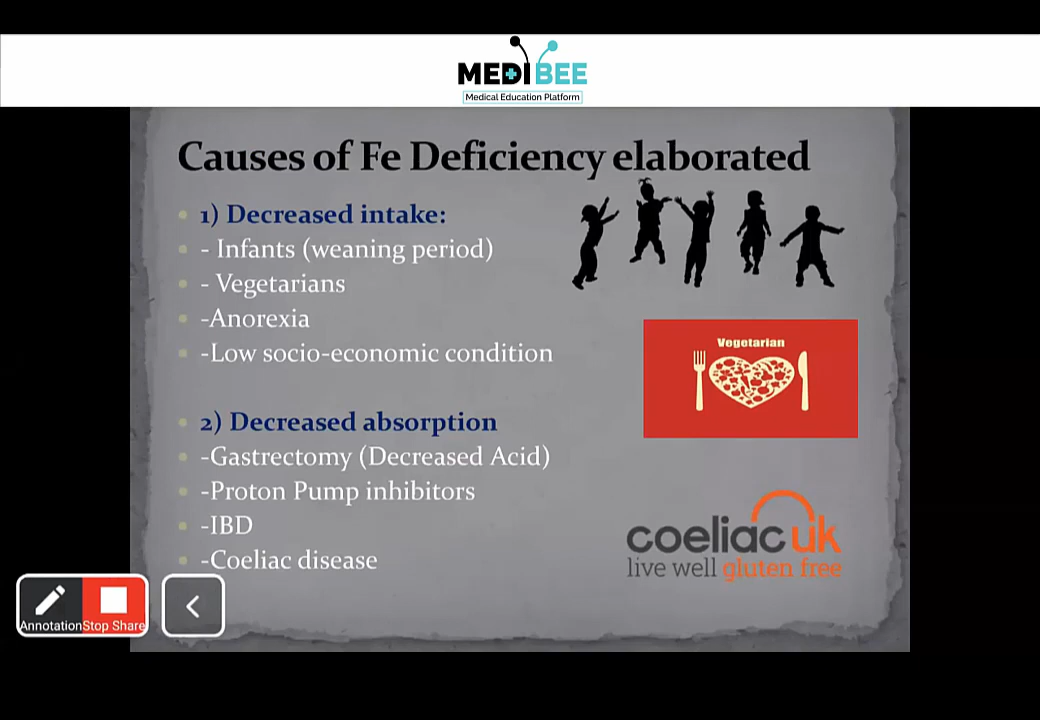 MEDIBEE
Medical Education Platform
Causes of Fe Deficiency elaborated
1) Decreased intake:
- Infants (weaning period)
- Vegetarians
-Anorexia
-Low socio-economic condition
Vegetarian
2) Decreased absorption
-Gastrectomy (Decreased Acid)
-Proton Pump inhibitors
-IBD
-Coeliac disease
coeliac uk
live well gluten free
Annotation
Stop Share